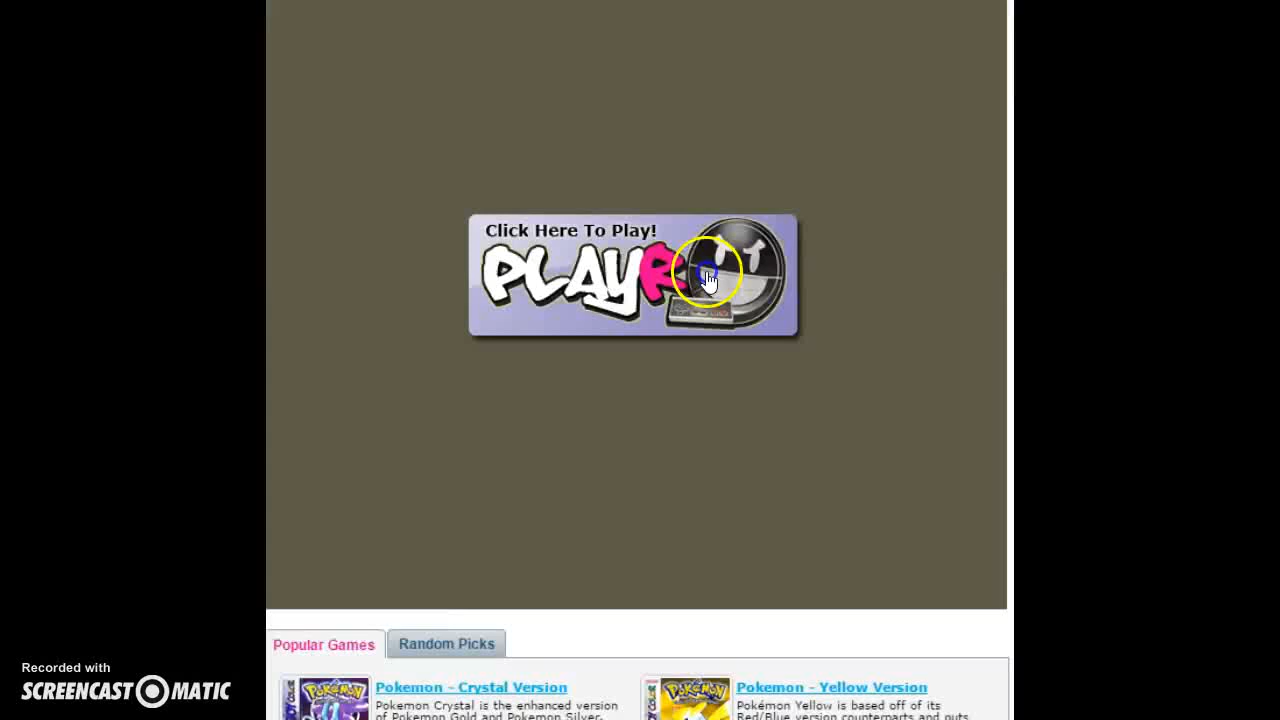 Click Here To Play!
PLAYR
Popular Games
Random Picks
Pokemon - Crystal Version
Pokemon Crystal is the enhanced version
of Pokemon Gold and Pokemon Silver.
POKéMON
Pokemon - Yellow Version
Pokémon Yellow is based off of its
Red/Blue version counterparts and puts
POKéMON
Recorded with
SCREENCAST-O-MATIC